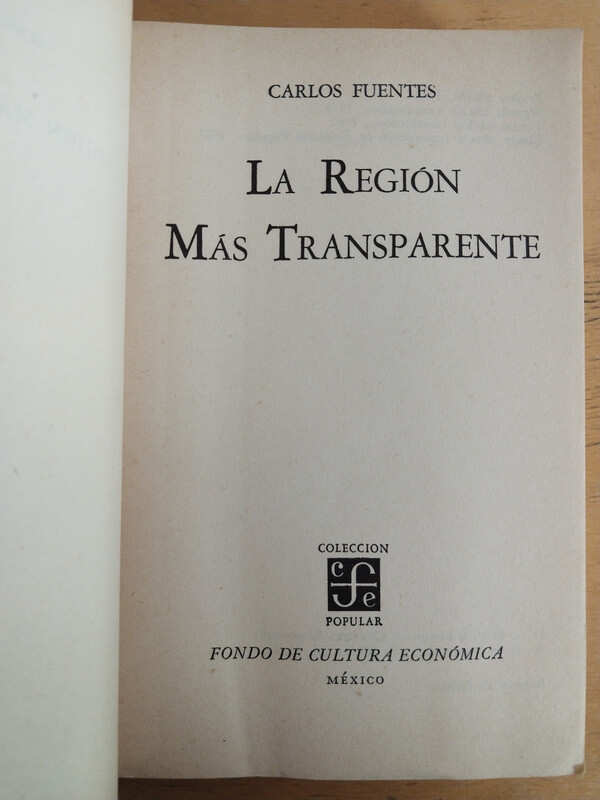 CARLOS FUENTES
LA REGIÓN
MÁS TRANSPARENTE
COLECCION
cfe
POPULAR
FONDO DE CULTURA ECONÓMICA
MÉXICO